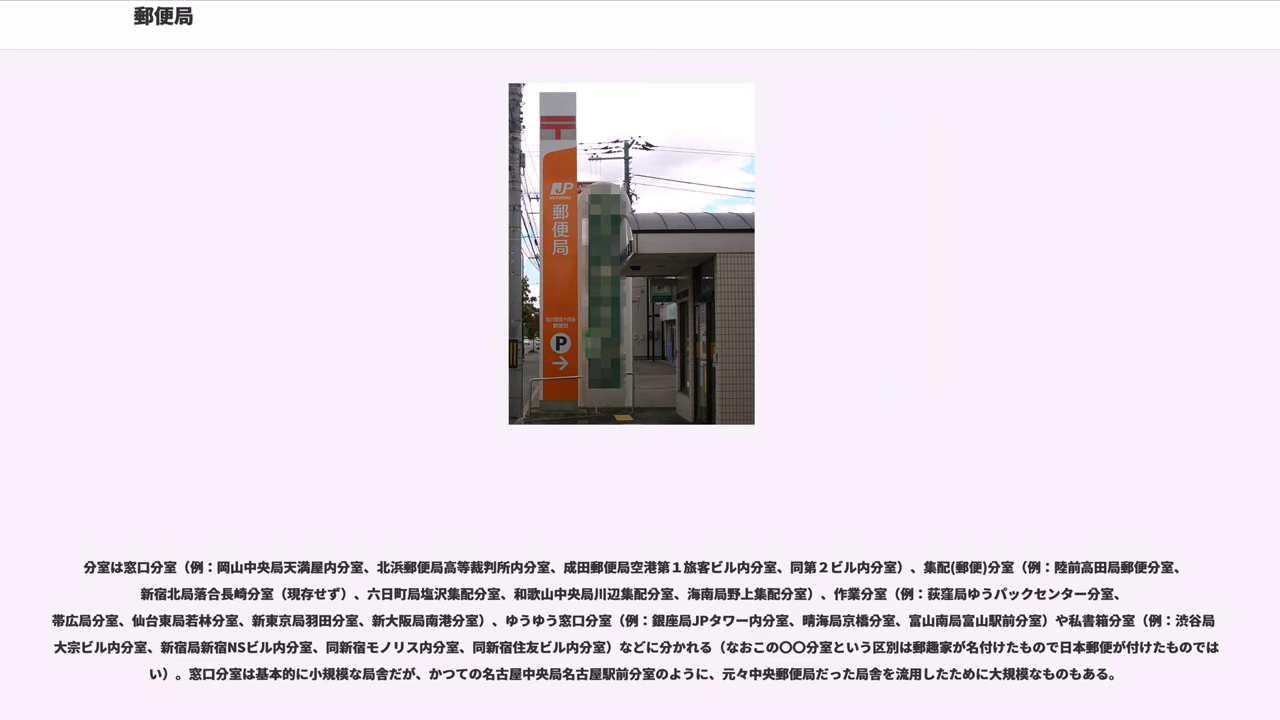 郵便局
〒
JP
NETWORK
郵便局
郵便局
P
分室は窓口分室（例：岡山中央局天満屋内分室、北浜郵便局高等裁判所内分室、成田郵便局空港第１旅客ビル内分室、同第２ビル内分室）、集配(郵便)分室（例：陸前高田局郵便分室、
新宿北局落合長崎分室（現存せず）、六日町局塩沢集配分室、和歌山中央局川辺集配分室、海南局野上集配分室）、作業分室（例：荻窪局ゆうパックセンター分室、
帯広局分室、仙台東局若林分室、新東京局羽田分室、新大阪局南港分室）、ゆうゆう窓口分室（例：銀座局JPタワー内分室、晴海局京橋分室、富山南局富山駅前分室）や私書箱分室（例：渋谷局
大宗ビル内分室、新宿局新宿NSビル内分室、同新宿モノリス内分室、同新宿住友ビル内分室）などに分かれる（なおこの〇〇分室という区別は郵趣家が名付けたもので日本郵便が付けたものでは
い）。窓口分室は基本的に小規模な局舎だが、かつての名古屋中央局名古屋駅前分室のように、元々中央郵便局だった局舎を流用したために大規模なものもある。